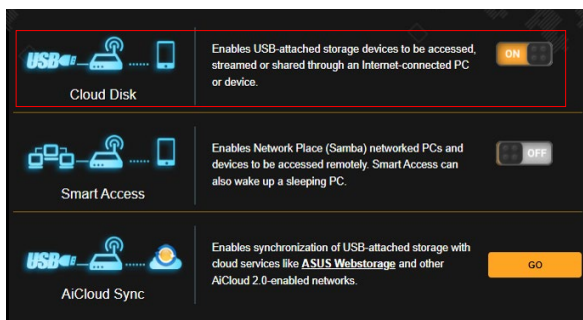 Enables USB-attached storage devices to be accessed,
streamed or shared through an Internet-connected PC
or device.
ON
USB
Cloud Disk
Enables Network Place (Samba) networked PCs and
devices to be accessed remotely. Smart Access can
also wake up a sleeping PC.
OFF
Smart Access
Enables synchronization of USB-attached storage with
cloud services like ASUS Webstorage and other
AiCloud 2.0-enabled networks.
GO
USB
AiCloud Sync